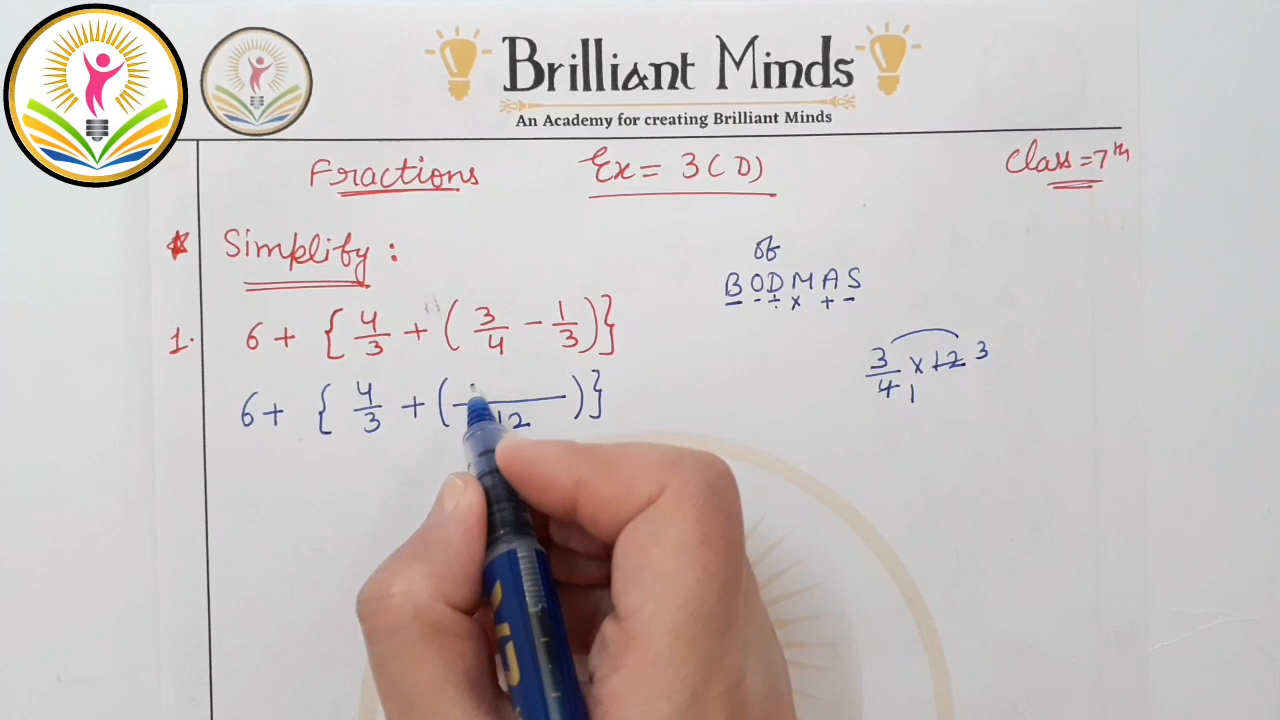 Brilliant Minds
An Academy for creating Brilliant Minds
Fractions Ex = 3(D) Class = 7th
Simplify :
of
BODMAS
- ÷ × + -
1. 6 + { 4/3 + ( 3/4 - 1/3 ) }
3/4 × 12 3
1
6 + { 4/3 + ( /12 ) }